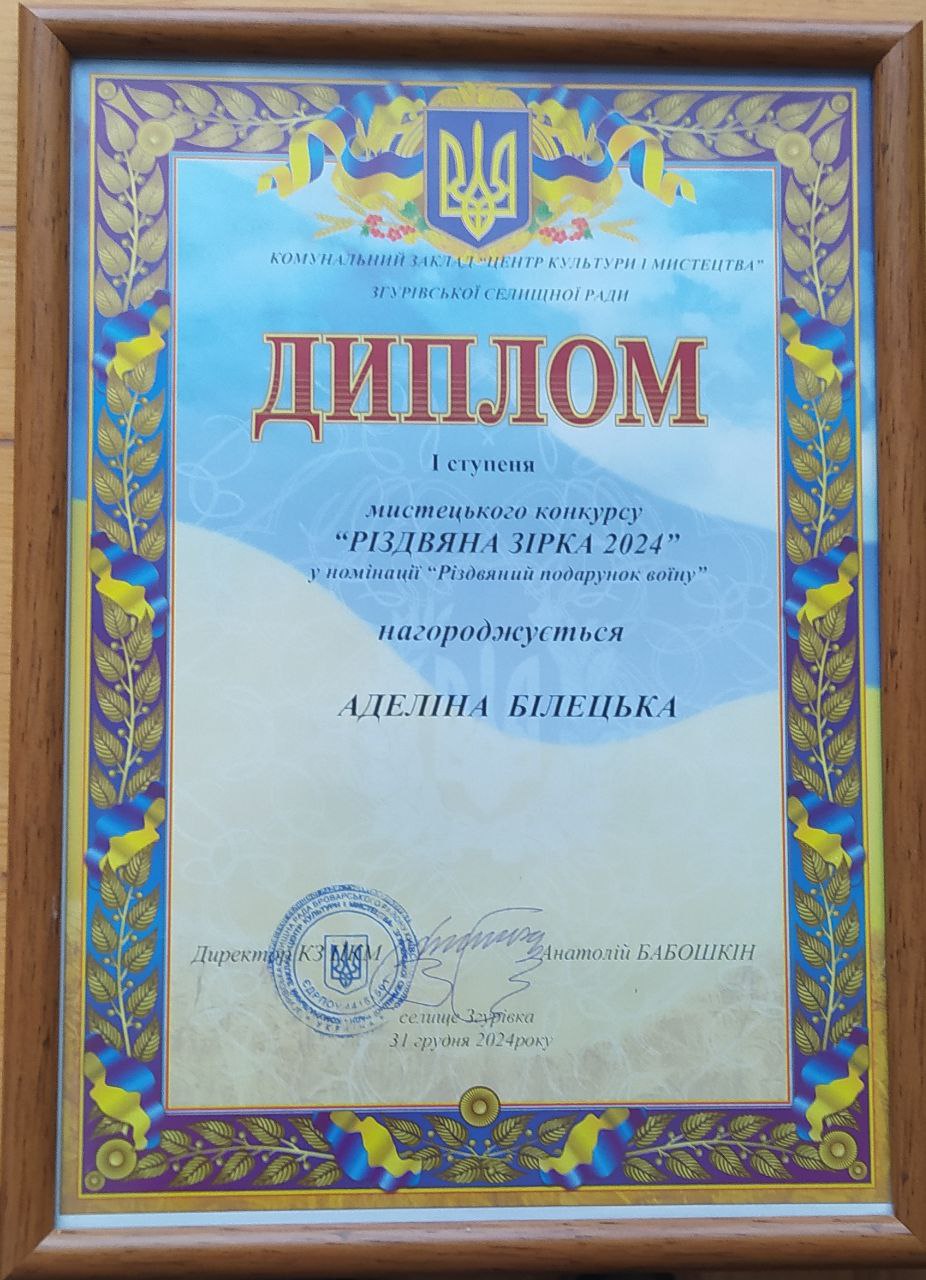 КОМУНАЛЬНИЙ ЗАКЛАД “ЦЕНТР КУЛЬТУРИ І МИСТЕЦТВА”
ЗГУРІВСЬКОЇ СЕЛИЩНОЇ РАДИ
ДИПЛОМ
І ступеня
мистецького конкурсу
“РІЗДВЯНА ЗІРКА 2024”
у номінації “Різдвяний подарунок воїну”
нагороджується
АДЕЛІНА БІЛЕЦЬКА
Директор КЗ ЦКМ Анатолій БАБОШКІН
селище Згурівка
31 грудня 2024року